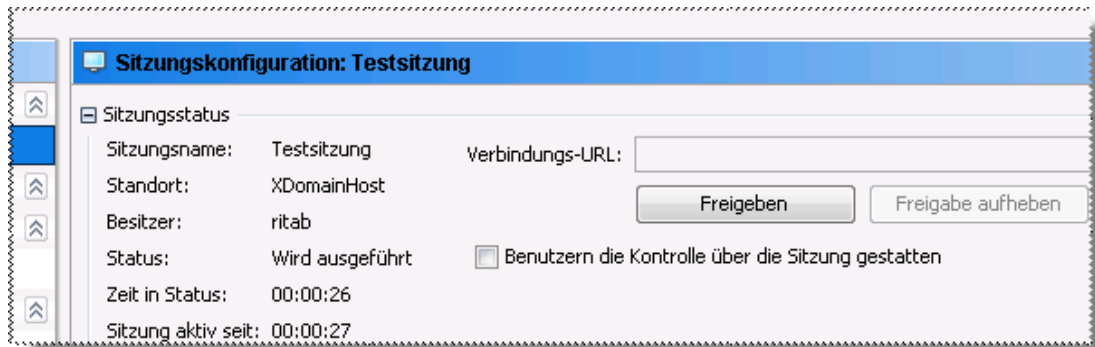 Sitzungskonfiguration: Testsitzung
Sitzungsstatus
Sitzungsname: Testsitzung
Verbindungs-URL:
Standort: XDomainHost
Freigeben Freigabe aufheben
Besitzer: ritab
Status: Wird ausgeführt
Benutzern die Kontrolle über die Sitzung gestatten
Zeit in Status: 00:00:26
Sitzung aktiv seit: 00:00:27